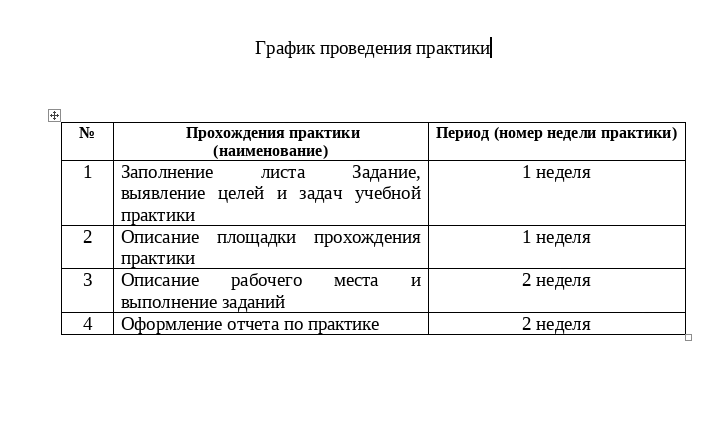 График проведения практики
№ Прохождения практики Период (номер недели практики)
(наименование)
1 Заполнение листа Задание, 1 неделя
выявление целей и задач учебной
практики
2 Описание площадки прохождения 1 неделя
практики
3 Описание рабочего места и 2 неделя
выполнение заданий
4 Оформление отчета по практике 2 неделя